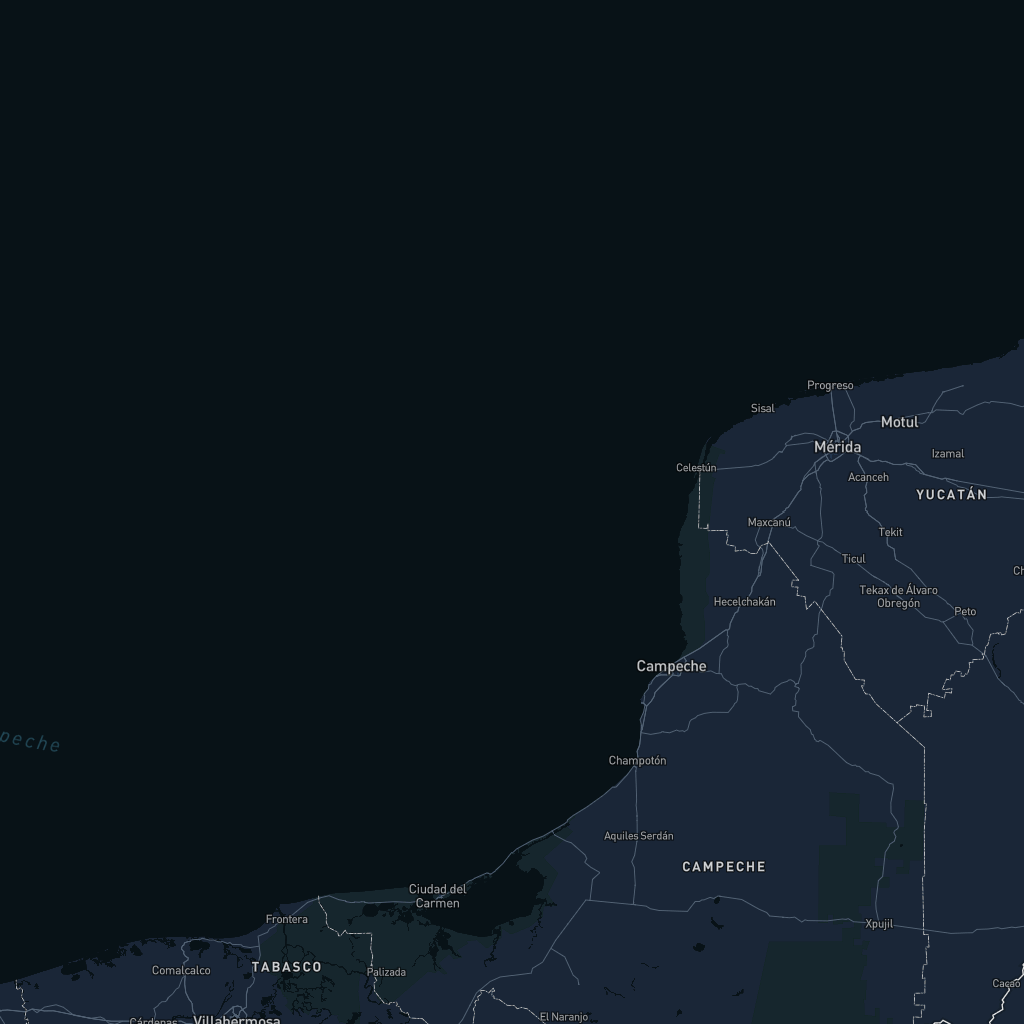 Progreso
Sisal
Motul
Mérida
Izamal
Celestún
Acanceh
YUCATÁN
Maxcanú
Tekit
Ticul
Ch
Tekax de Álvaro
Obregón
Hecelchakán
Peto
Campeche
peche
Champotón
Aquiles Serdán
CAMPECHE
Ciudad del
Carmen
Frontera
Xpujil
TABASCO
Comalcalco
Palizada
Cacao
El Naranjo
Cárdenas
Villahermosa